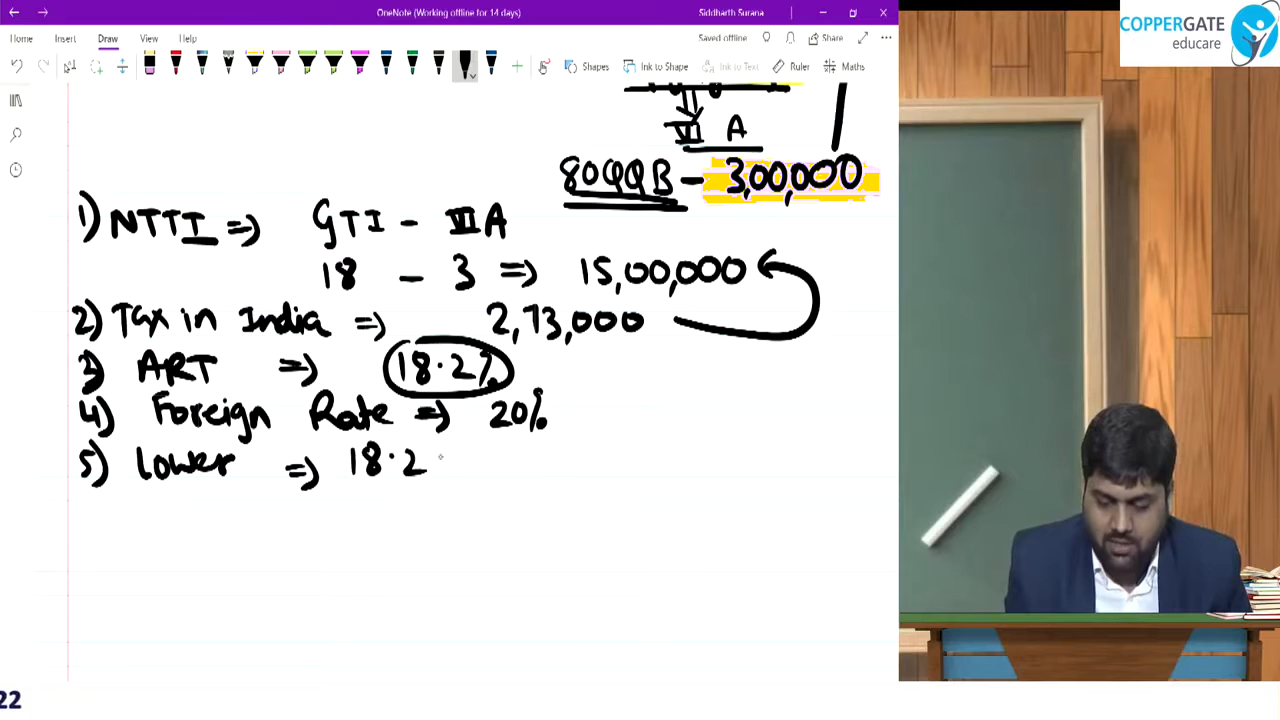 OneNote (Working offline for 14 days)
Siddharth Surana
Home Insert Draw View Help
Saved offline
Share
Shapes
Ink to Shape
Ink to Text
Ruler
Maths
COPPERGATE
educare
VI A
80QQB - 3,00,000
1) NTTI => GTI - VIA
18 - 3 => 15,00,000
2) Tax in India => 2,73,000
3) ART => 18.2%
4) Foreign Rate => 20%
5) Lower => 18.2
22